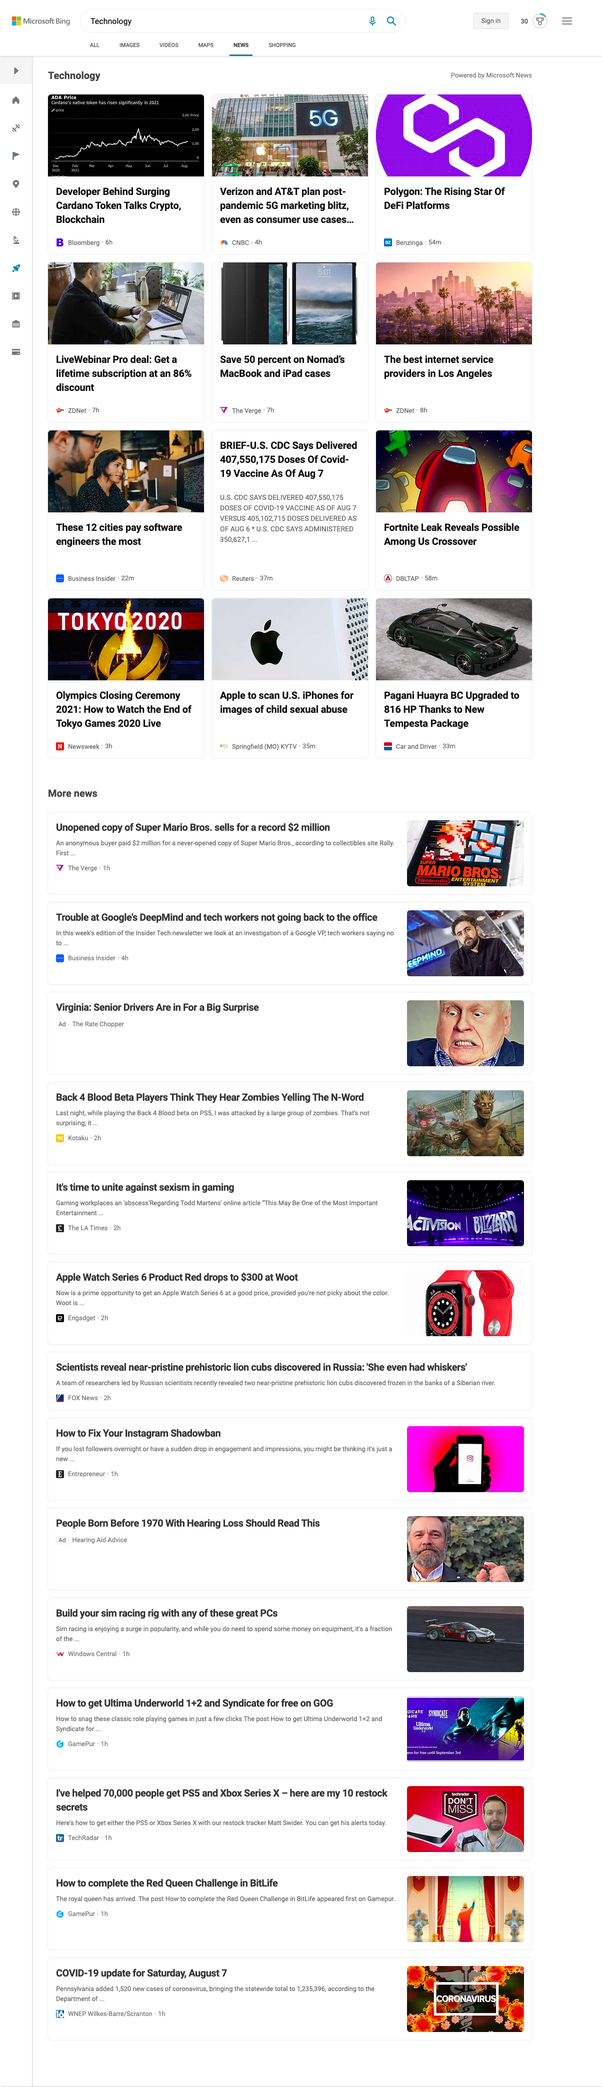 Microsoft Bing
Technology
Sign in
30
ALL
IMAGES
VIDEOS
MAPS
NEWS
SHOPPING
Technology
Powered by Microsoft News
ADA Price
Cardano's native token has risen significantly in 2021
5G
Developer Behind Surging
Cardano Token Talks Crypto,
Blockchain
Bloomberg · 6h
Verizon and AT&T plan post-
pandemic 5G marketing blitz,
even as consumer use cases...
CNBC · 4h
Polygon: The Rising Star Of
DeFi Platforms
Benzinga · 54m
LiveWebinar Pro deal: Get a
lifetime subscription at an 86%
discount
ZDNet · 7h
Save 50 percent on Nomad's
MacBook and iPad cases
The Verge · 7h
The best internet service
providers in Los Angeles
ZDNet · 8h
These 12 cities pay software
engineers the most
Business Insider · 22m
BRIEF-U.S. CDC Says Delivered
407,550,175 Doses Of Covid-
19 Vaccine As Of Aug 7
U.S. CDC SAYS DELIVERED 407,550,175
DOSES OF COVID-19 VACCINE AS OF AUG 7
VERSUS 405,102,715 DOSES DELIVERED AS
OF AUG 6 * U.S. CDC SAYS ADMINISTERED
350,627,1 ...
Reuters · 37m
Fortnite Leak Reveals Possible
Among Us Crossover
DBLTAP · 58m
TOKYO 2020
Olympics Closing Ceremony
2021: How to Watch the End of
Tokyo Games 2020 Live
Newsweek · 3h
Apple to scan U.S. iPhones for
images of child sexual abuse
Springfield (MO) KYTV · 35m
Pagani Huayra BC Upgraded to
816 HP Thanks to New
Tempesta Package
Car and Driver · 33m
More news
Unopened copy of Super Mario Bros. sells for a record $2 million
An anonymous buyer paid $2 million for a never-opened copy of Super Mario Bros., according to collectibles site Rally.
First ...
The Verge · 1h
SUPER
MARIO BROS.
Nintendo
ENTERTAINMENT
SYSTEM
Trouble at Google's DeepMind and tech workers not going back to the office
In this week's edition of the Insider Tech newsletter we look at an investigation of a Google VP, tech workers saying no
to ...
Business Insider · 4h
EEPMIND
Virginia: Senior Drivers Are in For a Big Surprise
Ad The Rate Chopper
Back 4 Blood Beta Players Think They Hear Zombies Yelling The N-Word
Last night, while playing the Back 4 Blood beta on PS5, I was attacked by a large group of zombies. That's not
surprising; it ...
Kotaku · 2h
It's time to unite against sexism in gaming
Gaming workplaces an 'abscess'Regarding Todd Martens' online article "This May Be One of the Most Important
Entertainment ...
The LA Times · 2h
ACTIVISION BLIZZARD
Apple Watch Series 6 Product Red drops to $300 at Woot
Now is a prime opportunity to get an Apple Watch Series 6 at a good price, provided you're not picky about the color.
Woot is ...
Engadget · 2h
Scientists reveal near-pristine prehistoric lion cubs discovered in Russia: 'She even had whiskers'
A team of researchers led by Russian scientists recently revealed two near-pristine prehistoric lion cubs discovered frozen in the banks of a Siberian river.
FOX News · 2h
How to Fix Your Instagram Shadowban
If you lost followers overnight or have a sudden drop in engagement and impressions, you might be thinking it's just a
new ...
Entrepreneur · 1h
People Born Before 1970 With Hearing Loss Should Read This
Ad Hearing Aid Advice
Build your sim racing rig with any of these great PCs
Sim racing is enjoying a surge in popularity, and while you do need to spend some money on equipment, it's a fraction
of the ...
Windows Central · 1h
How to get Ultima Underworld 1+2 and Syndicate for free on GOG
How to snag these classic role playing games in just a few clicks The post How to get Ultima Underworld 1+2 and
Syndicate for ...
GamePur · 1h
SYNDICATE
I've helped 70,000 people get PS5 and Xbox Series X – here are my 10 restock
secrets
Here's how to get either the PS5 or Xbox Series X with our restock tracker Matt Swider. You can get his alerts today.
TechRadar · 1h
techradar
DON'T
MISS
How to complete the Red Queen Challenge in BitLife
The royal queen has arrived. The post How to complete the Red Queen Challenge in BitLife appeared first on Gamepur.
GamePur · 1h
COVID-19 update for Saturday, August 7
Pennsylvania added 1,520 new cases of coronavirus, bringing the statewide total to 1,235,396, according to the
Department of ...
WNEP Wilkes-Barre/Scranton · 1h
CORONAVIRUS